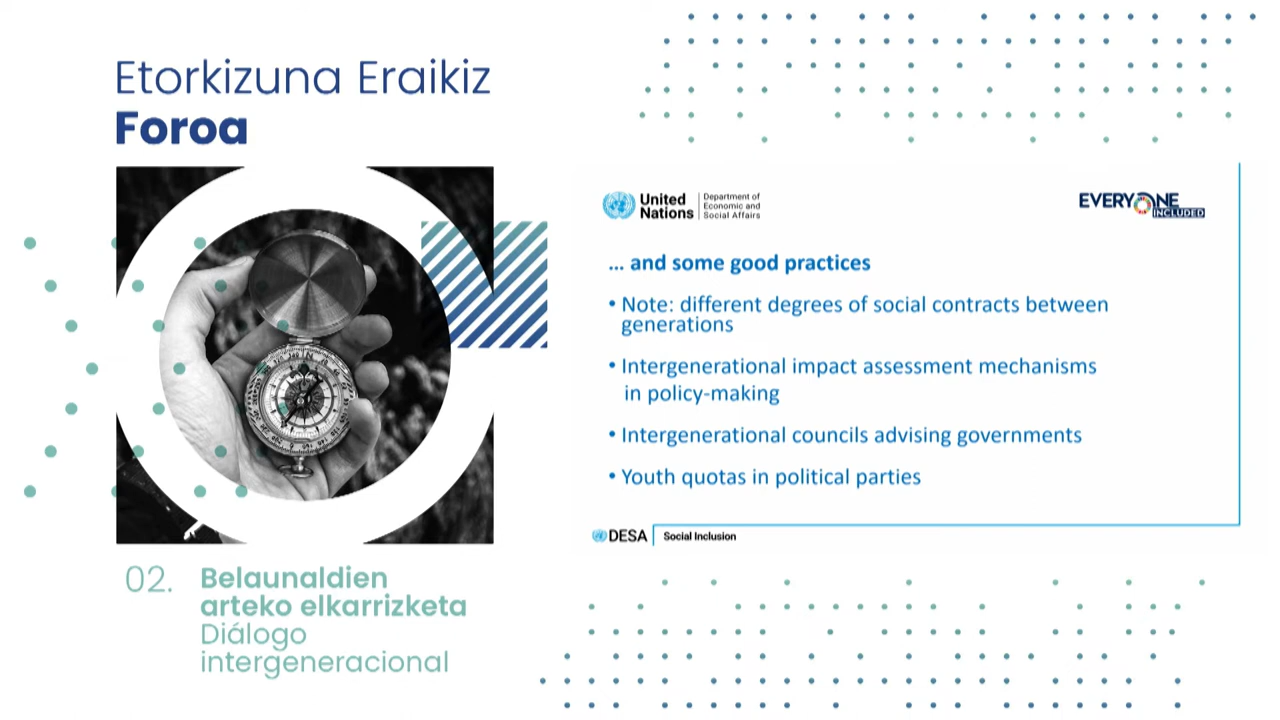 Etorkizuna Eraikiz
Foroa
United
Nations
Department of
Economic and
Social Affairs
EVERYONE
INCLUDED
... and some good practices
• Note: different degrees of social contracts between
generations
• Intergenerational impact assessment mechanisms
in policy-making
• Intergenerational councils advising governments
• Youth quotas in political parties
DESA
Social Inclusion
02.
Belaunaldien
arteko elkarrizketa
Diálogo
intergeneracional